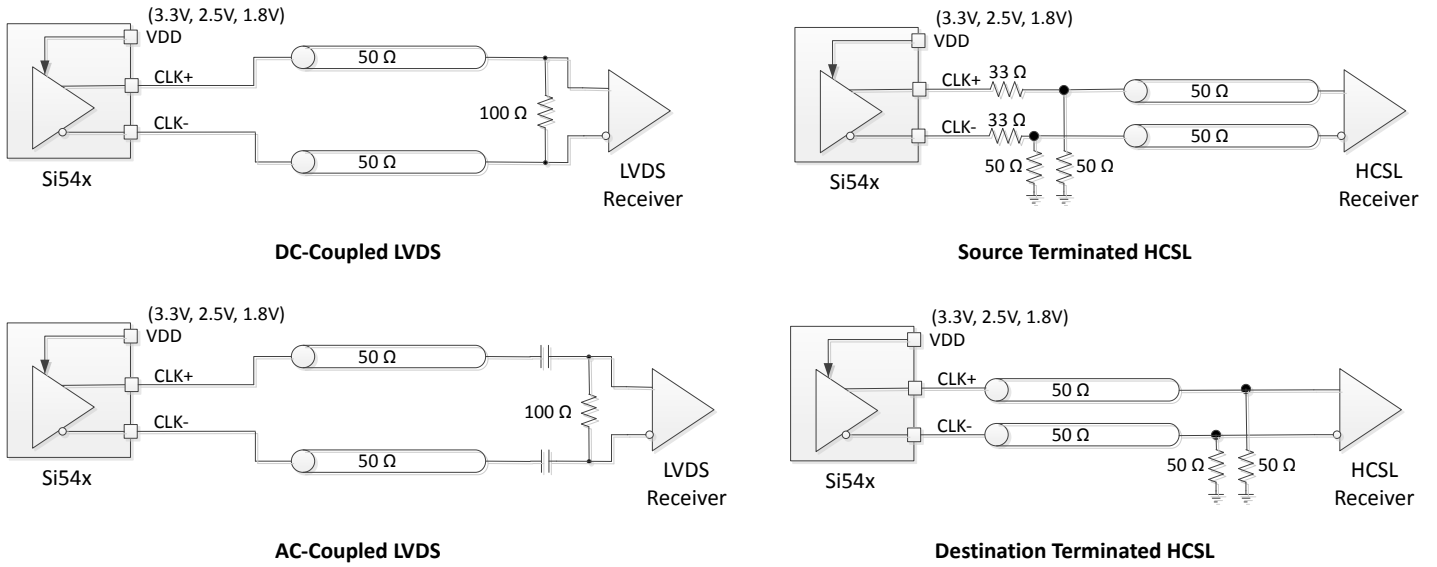 (3.3V, 2.5V, 1.8V)
VDD
CLK+
50 Ω
100 Ω
CLK-
50 Ω
Si54x
LVDS
Receiver
DC-Coupled LVDS
(3.3V, 2.5V, 1.8V)
VDD
CLK+
33 Ω
50 Ω
CLK-
33 Ω
50 Ω
50 Ω
50 Ω
Si54x
HCSL
Receiver
Source Terminated HCSL
(3.3V, 2.5V, 1.8V)
VDD
CLK+
50 Ω
100 Ω
CLK-
50 Ω
Si54x
LVDS
Receiver
AC-Coupled LVDS
(3.3V, 2.5V, 1.8V)
VDD
CLK+
50 Ω
CLK-
50 Ω
50 Ω
50 Ω
Si54x
HCSL
Receiver
Destination Terminated HCSL